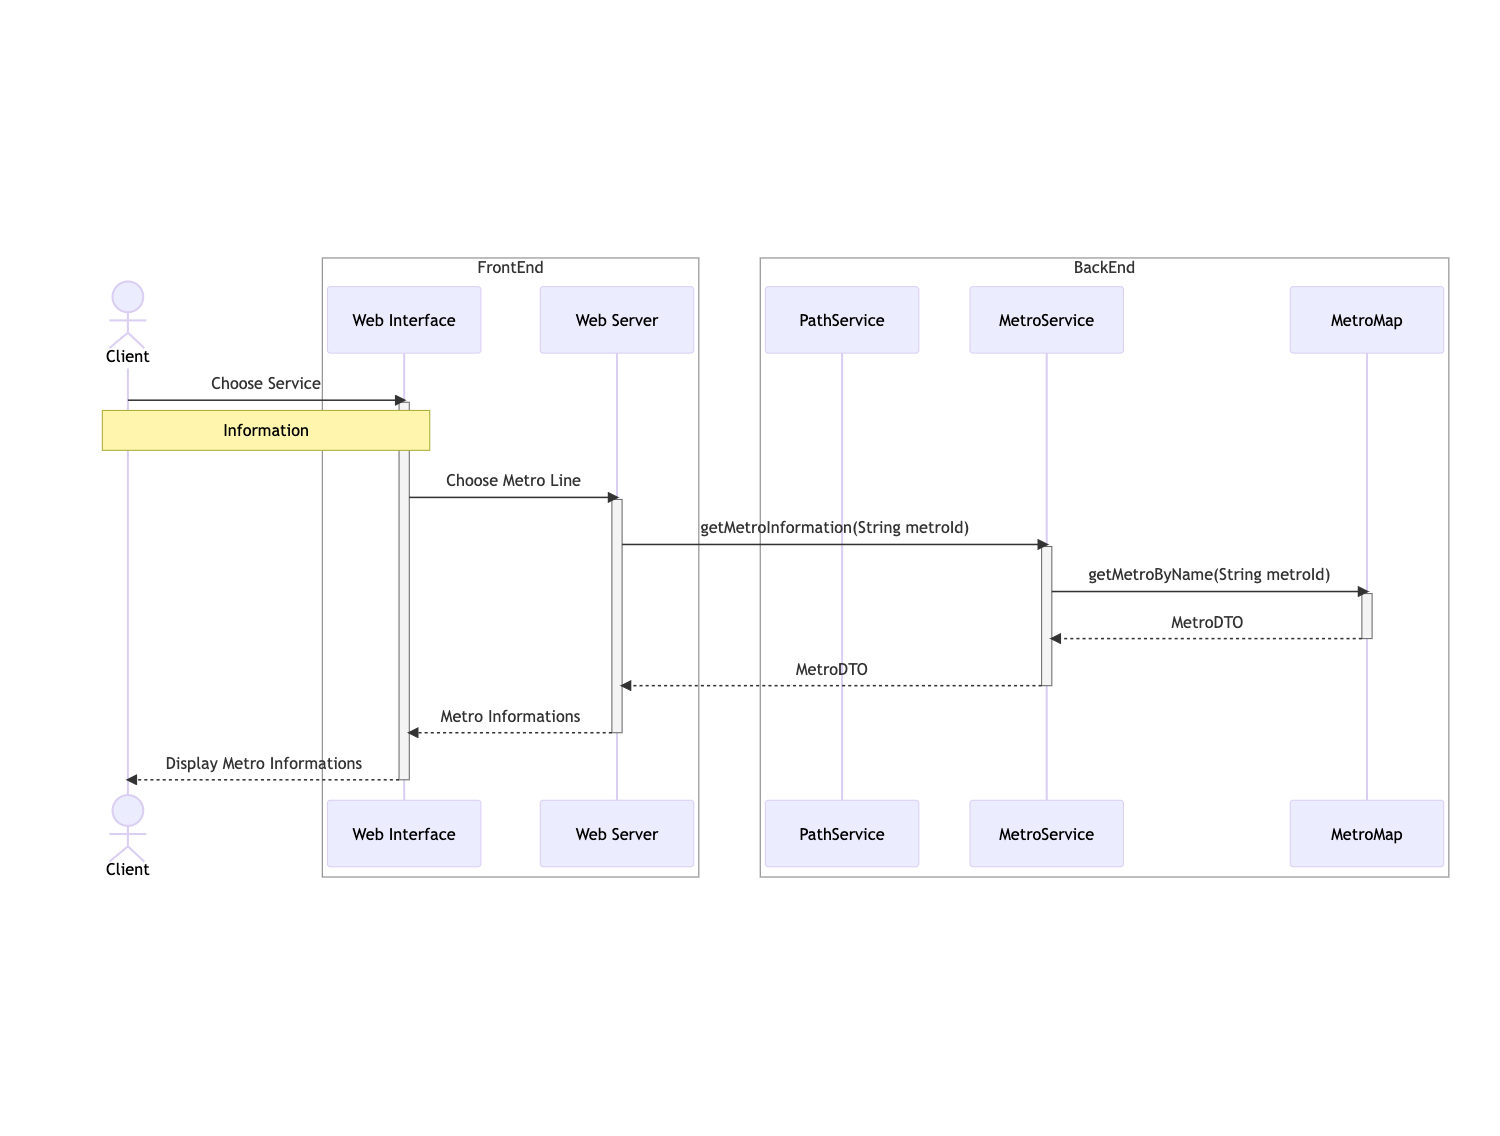 FrontEnd
BackEnd
Client
Web Interface
Web Server
PathService
MetroService
MetroMap
Choose Service
Information
Choose Metro Line
getMetroInformation(String metroId)
getMetroByName(String metroId)
MetroDTO
MetroDTO
Metro Informations
Display Metro Informations
Client
Web Interface
Web Server
PathService
MetroService
MetroMap